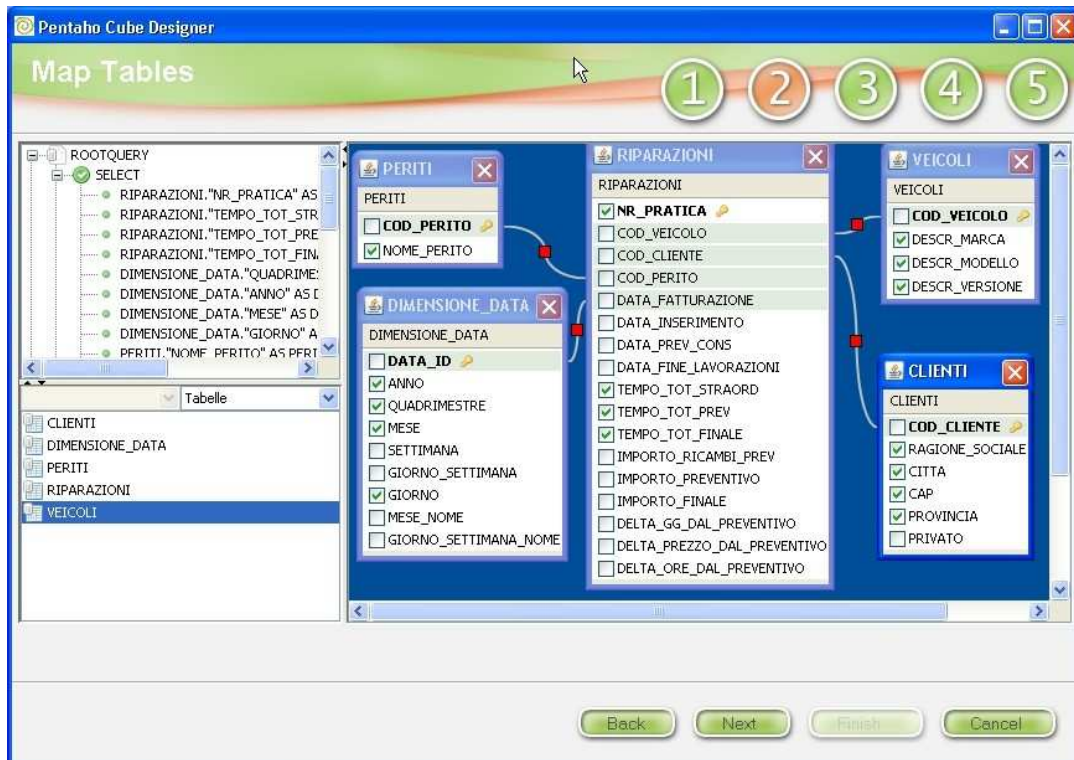 Pentaho Cube Designer
Map Tables
1 2 3 4 5
ROOTQUERY
SELECT
RIPARAZIONI."NR_PRATICA" AS
RIPARAZIONI."TEMPO_TOT_STR
RIPARAZIONI."TEMPO_TOT_PRE
RIPARAZIONI."TEMPO_TOT_FIN
DIMENSIONE_DATA."QUADRIME
DIMENSIONE_DATA."ANNO" AS D
DIMENSIONE_DATA."MESE" AS D
DIMENSIONE_DATA."GIORNO" A
PERITI."NOME_PERITO" AS PERI
Tabelle
CLIENTI
DIMENSIONE_DATA
PERITI
RIPARAZIONI
VEICOLI
PERITI
PERITI
COD_PERITO
NOME_PERITO
DIMENSIONE_DATA
DIMENSIONE_DATA
DATA_ID
ANNO
QUADRIMESTRE
MESE
SETTIMANA
GIORNO_SETTIMANA
GIORNO
MESE_NOME
GIORNO_SETTIMANA_NOME
RIPARAZIONI
RIPARAZIONI
NR_PRATICA
COD_VEICOLO
COD_CLIENTE
COD_PERITO
DATA_FATTURAZIONE
DATA_INSERIMENTO
DATA_PREV_CONS
DATA_FINE_LAVORAZIONI
TEMPO_TOT_STRAORD
TEMPO_TOT_PREV
TEMPO_TOT_FINALE
IMPORTO_RICAMBI_PREV
IMPORTO_PREVENTIVO
IMPORTO_FINALE
DELTA_GG_DAL_PREVENTIVO
DELTA_PREZZO_DAL_PREVENTIVO
DELTA_ORE_DAL_PREVENTIVO
VEICOLI
VEICOLI
COD_VEICOLO
DESCR_MARCA
DESCR_MODELLO
DESCR_VERSIONE
CLIENTI
CLIENTI
COD_CLIENTE
RAGIONE_SOCIALE
CITTA
CAP
PROVINCIA
PRIVATO
Back
Next
Finish
Cancel